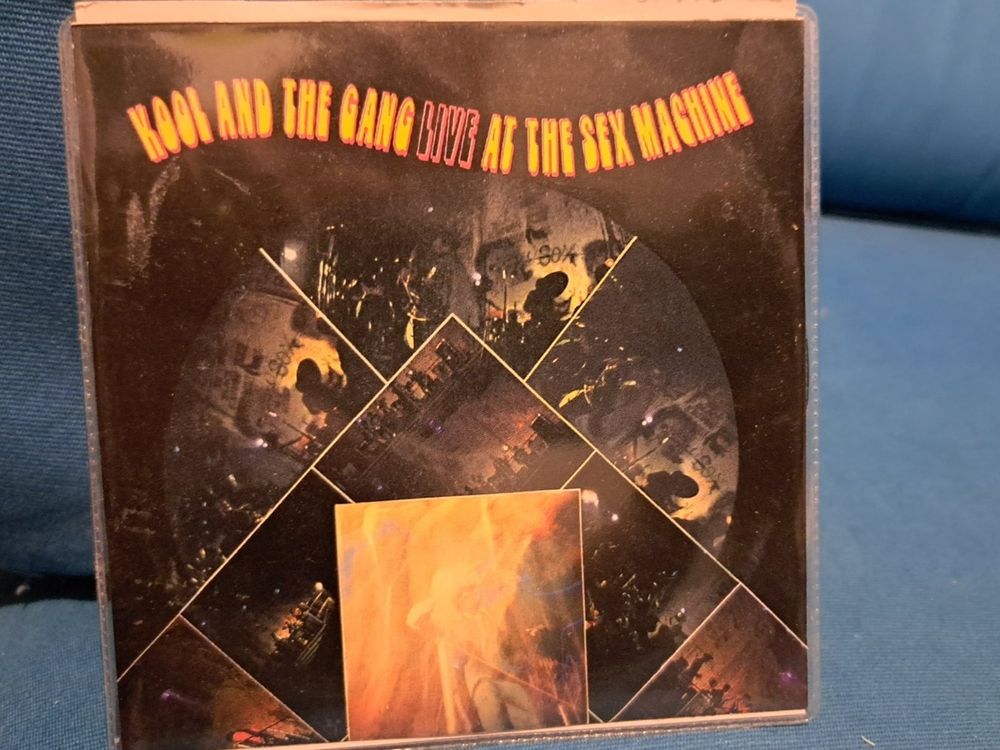 KOOL AND THE GANG LIVE AT THE SEX MACHINE